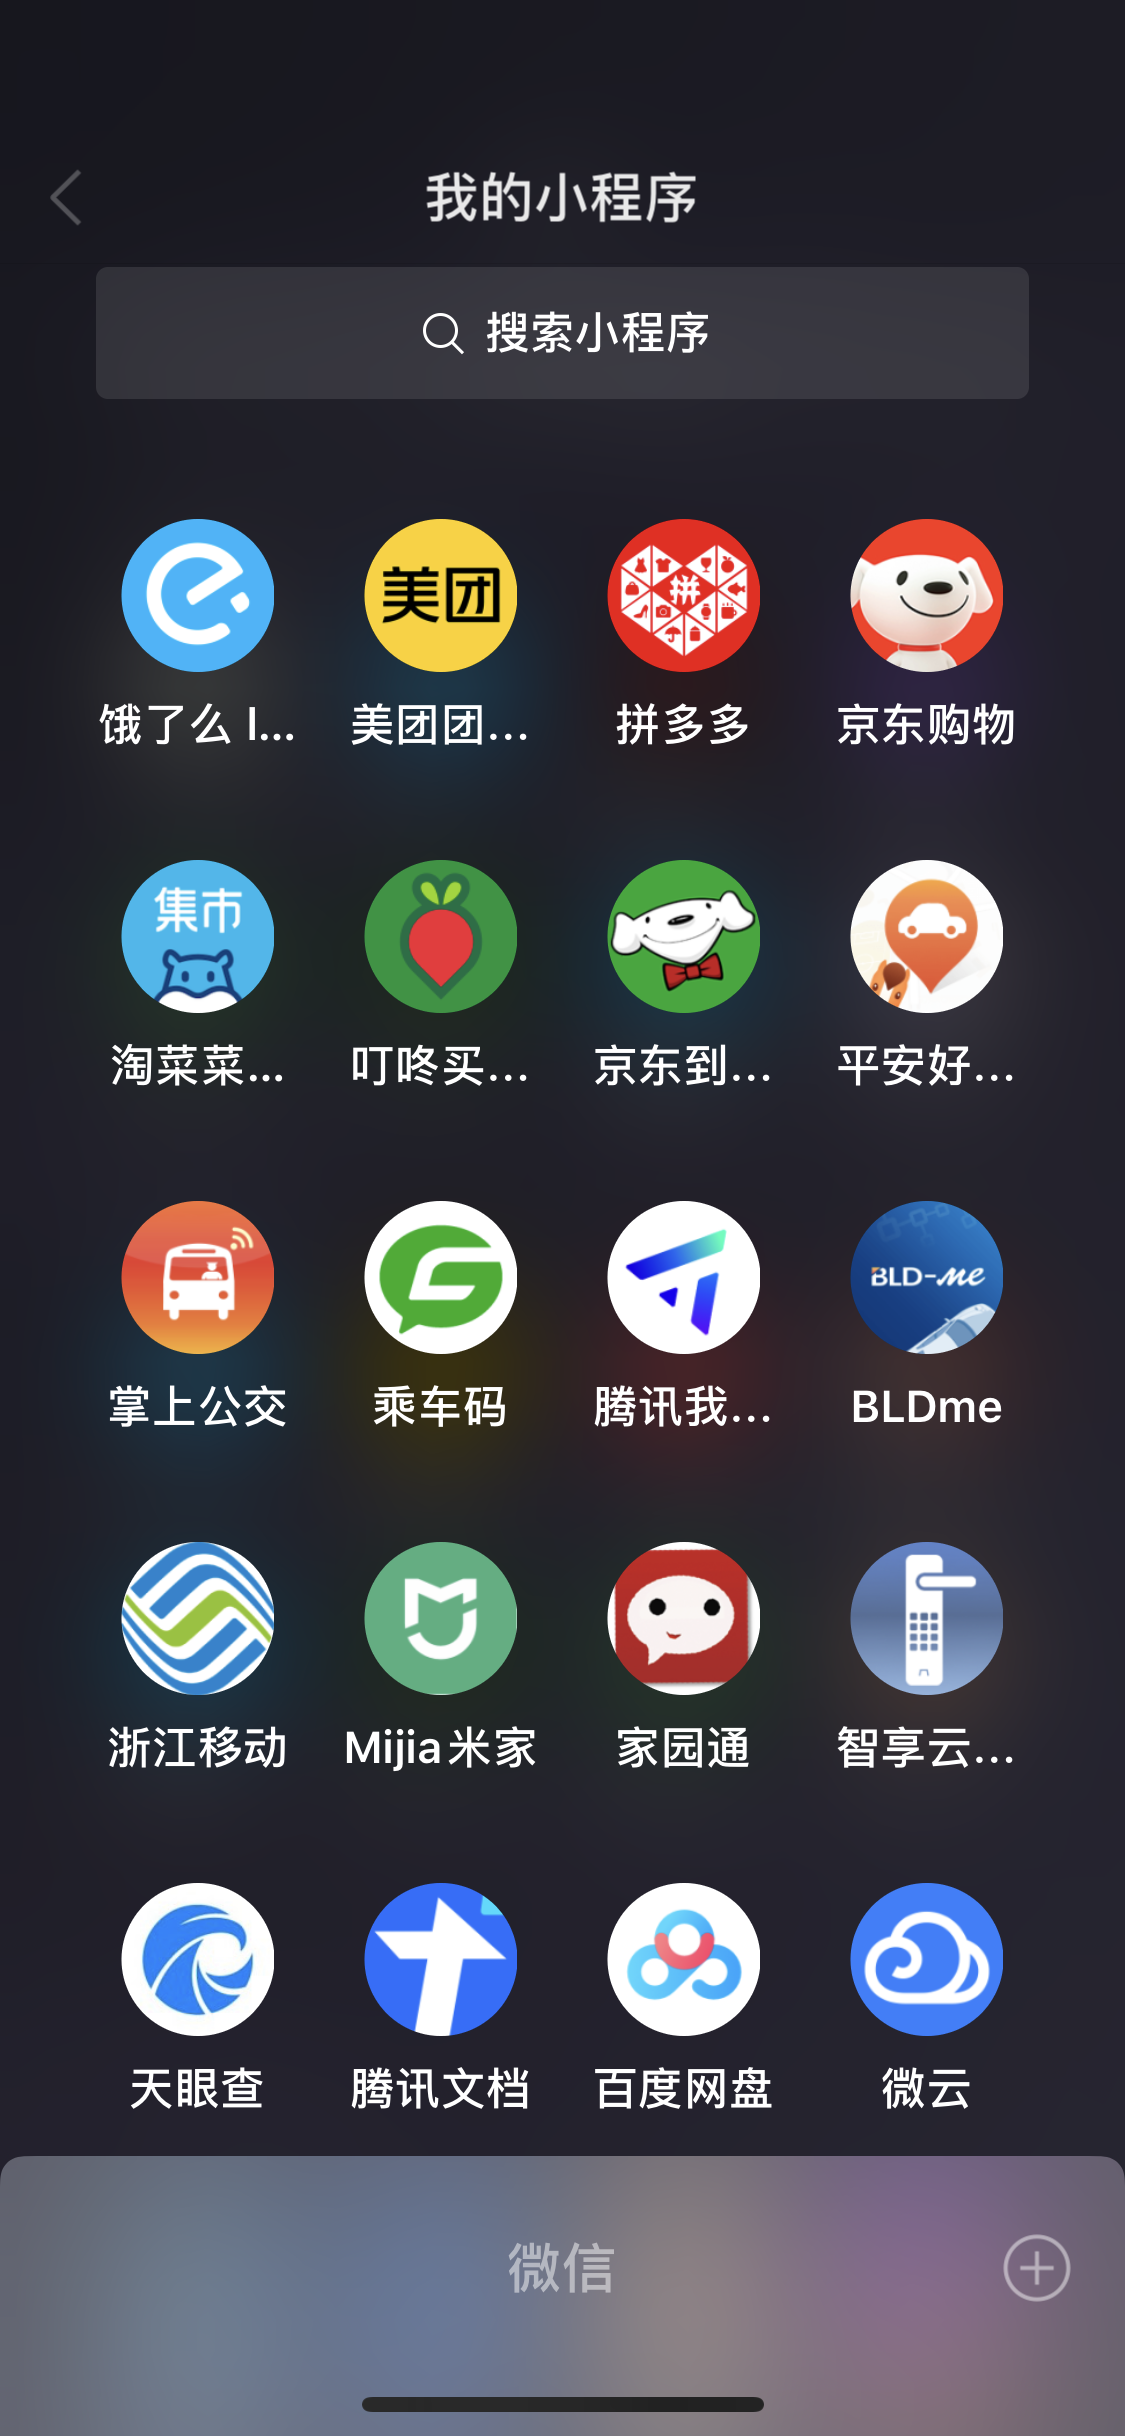 我的小程序
搜索小程序
美团
拼
饿了么 l...
美团团...
拼多多
京东购物
集市
淘菜菜...
叮咚买...
京东到...
平安好...
BLD-me
掌上公交
乘车码
腾讯我...
BLDme
浙江移动
Mijia米家
家园通
智享云...
天眼查
腾讯文档
百度网盘
微云
微信